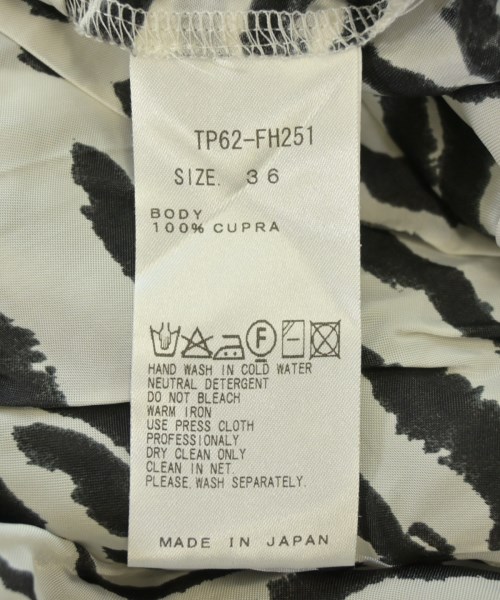 TP62-FH251
SIZE. 36
BODY
100% CUPRA
F
HAND WASH IN COLD WATER
NEUTRAL DETERGENT
DO NOT BLEACH
WARM IRON
USE PRESS CLOTH
PROFESSIONALY
DRY CLEAN ONLY
CLEAN IN NET.
PLEASE.WASH SEPARATELY.
MADE IN JAPAN